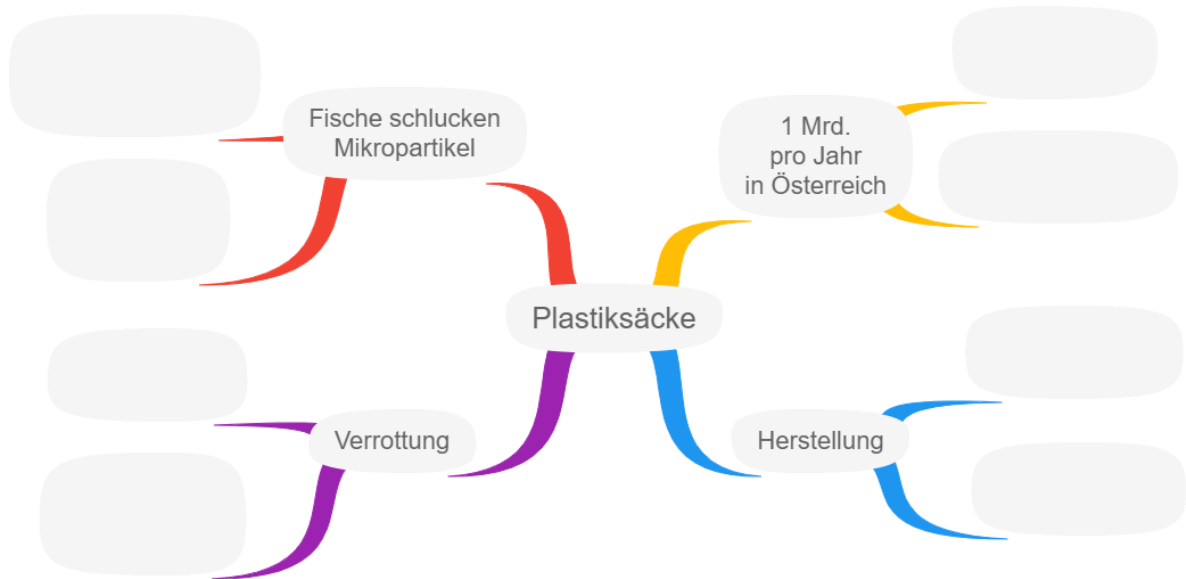 Fische schlucken
Mikropartikel
1 Mrd.
pro Jahr
in Österreich
Plastiksäcke
Verrottung
Herstellung